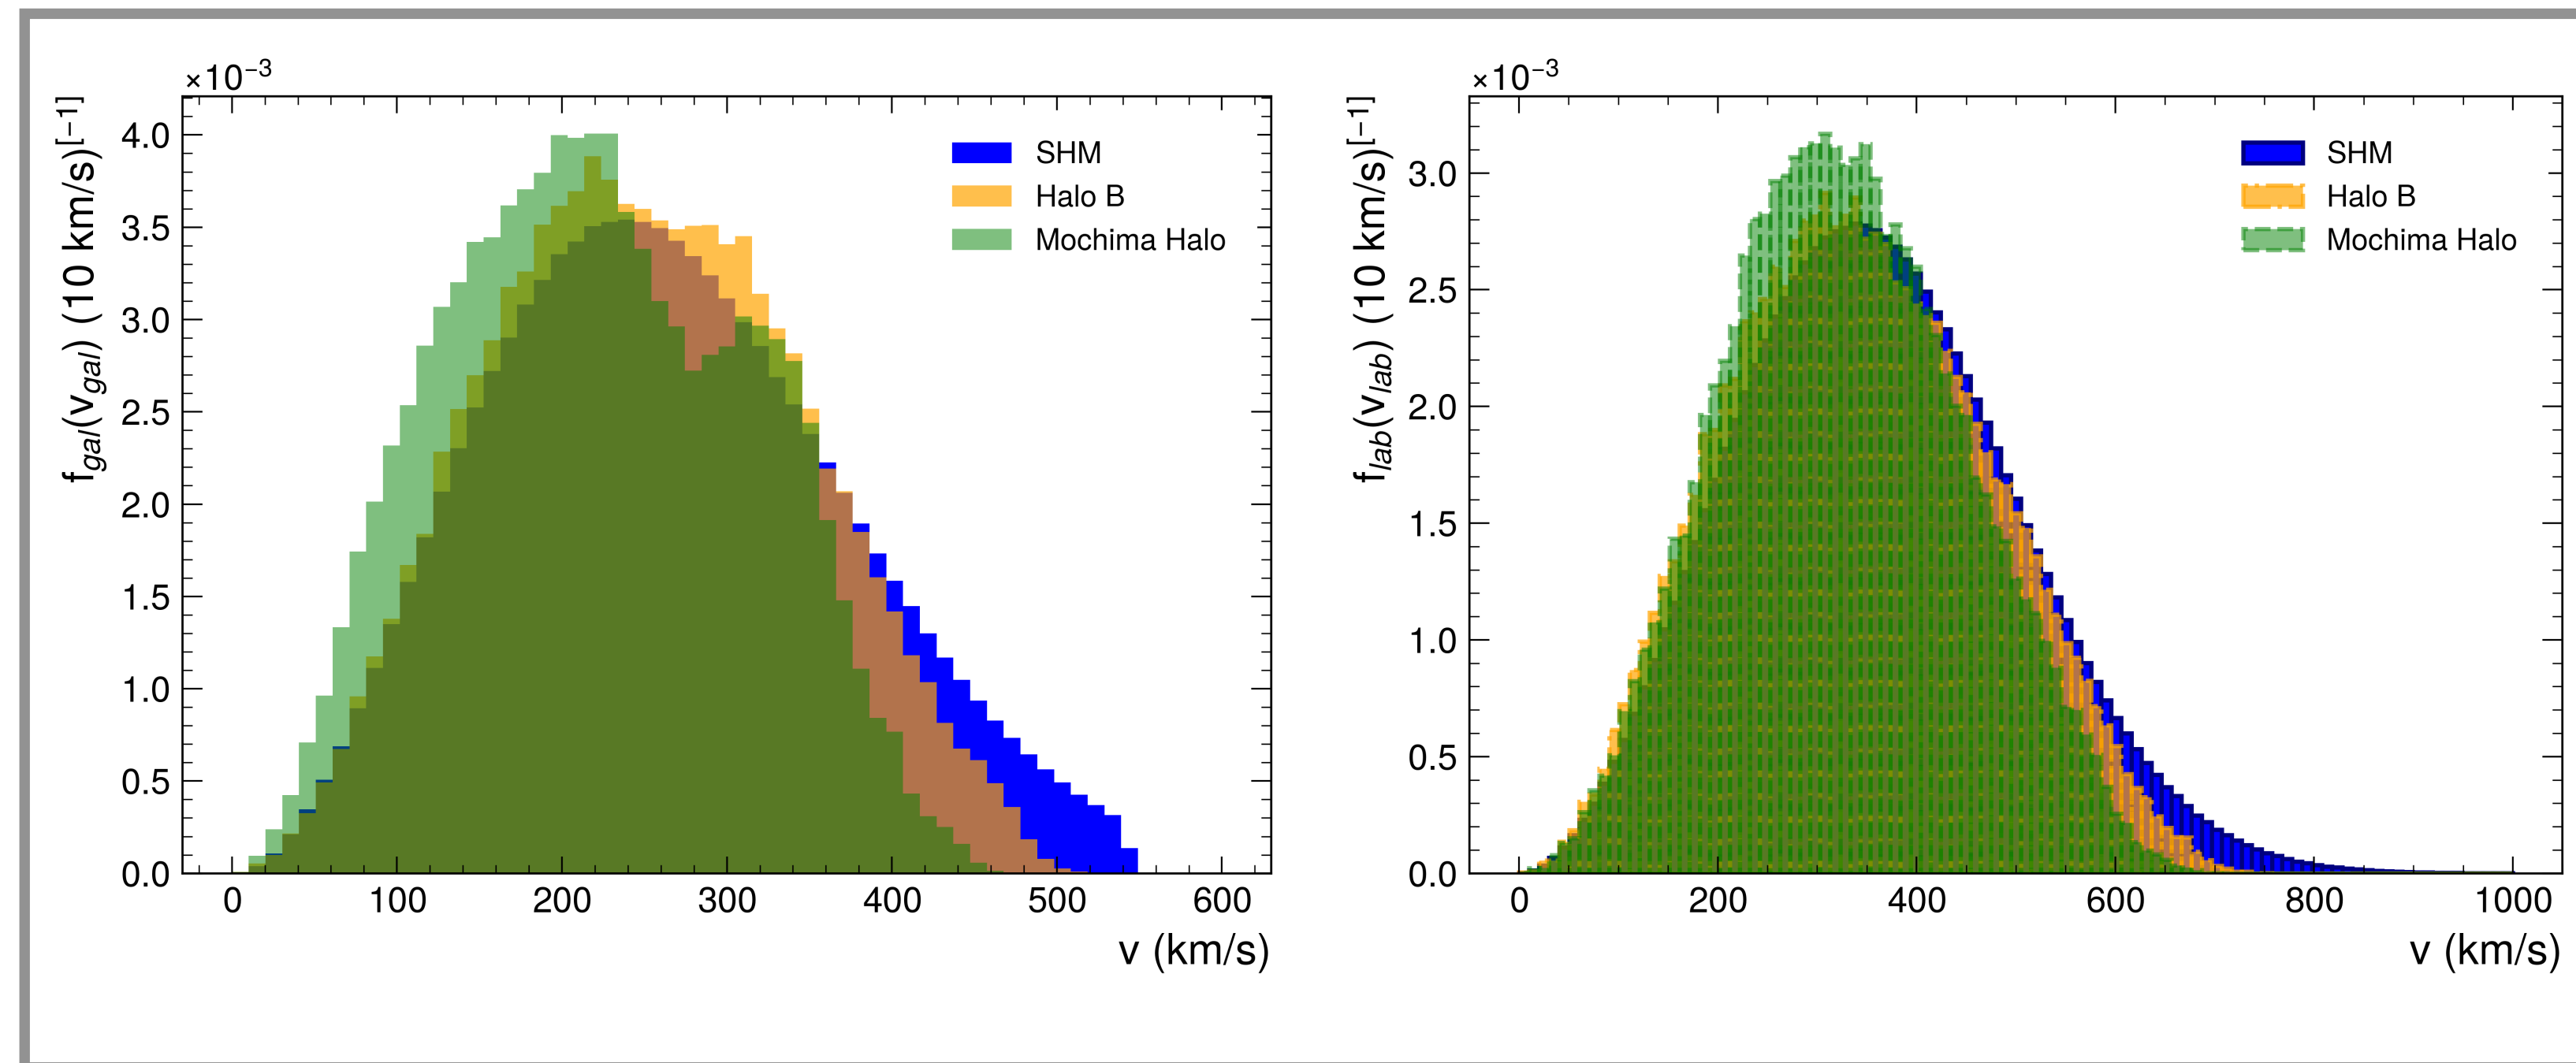 ×10⁻³
f_gal(v_gal) (10 km/s)^[−1]
4.0
3.5
3.0
2.5
2.0
1.5
1.0
0.5
0.0
0 100 200 300 400 500 600
v (km/s)
SHM
Halo B
Mochima Halo
×10⁻³
f_lab(v_lab) (10 km/s)^[−1]
3.0
2.5
2.0
1.5
1.0
0.5
0.0
0 200 400 600 800 1000
v (km/s)
SHM
Halo B
Mochima Halo